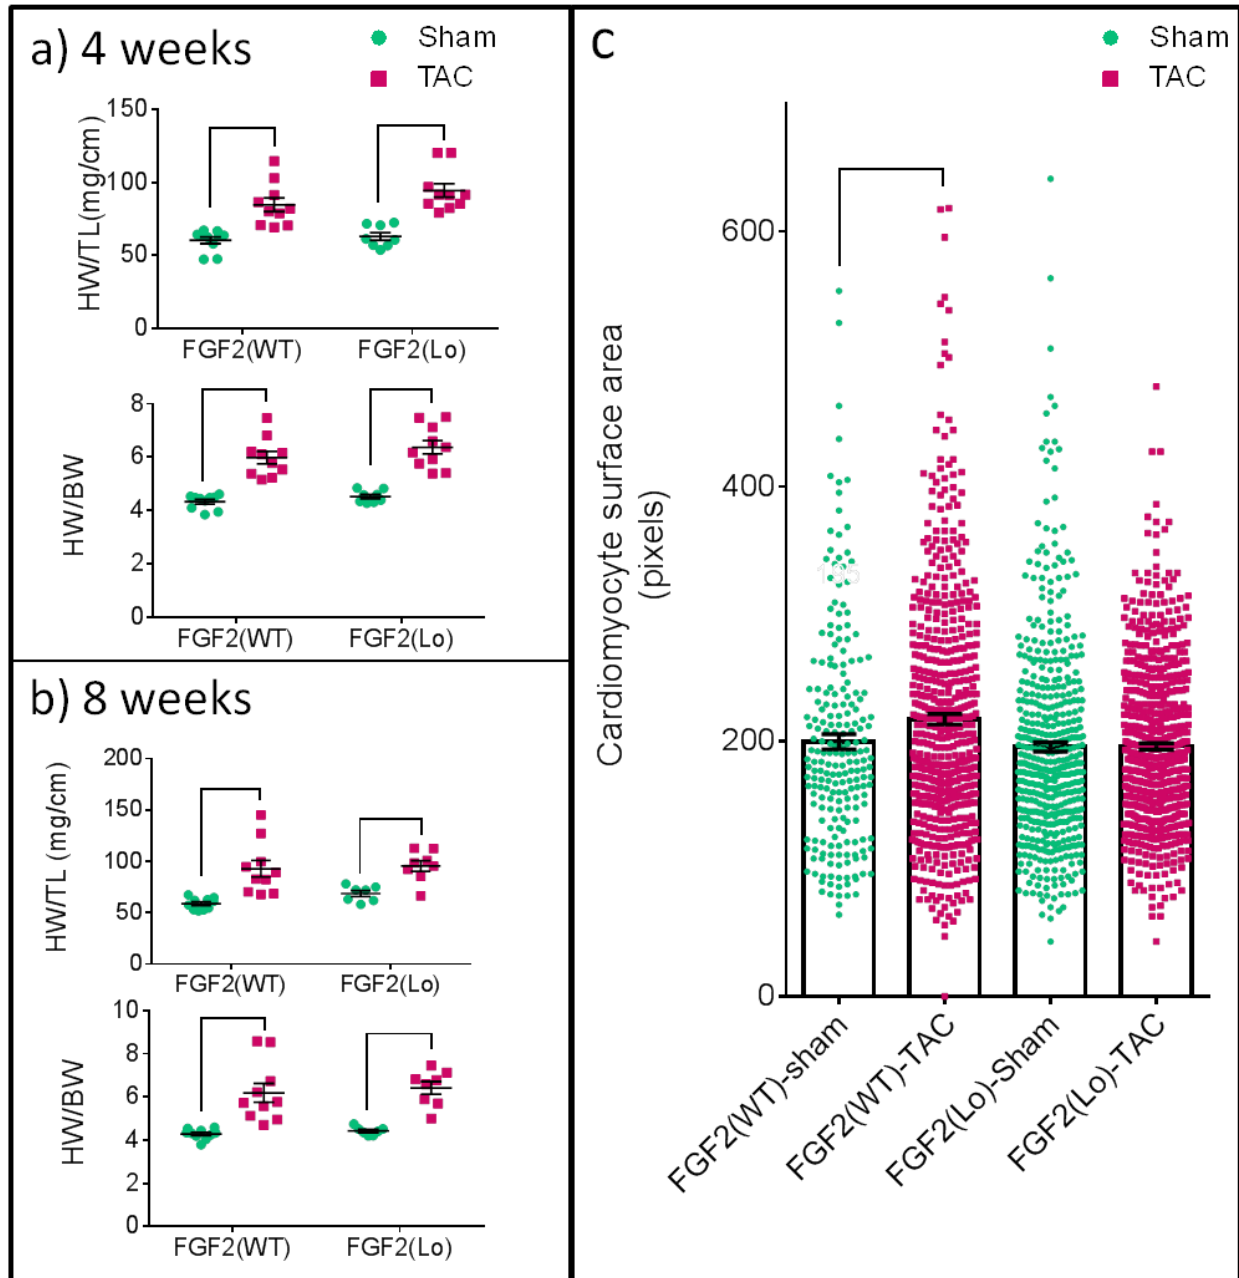 a) 4 weeks
Sham
TAC
HW/TL(mg/cm)
150
100
50
0
FGF2(WT)
FGF2(Lo)
HW/BW
8
6
4
2
0
FGF2(WT)
FGF2(Lo)
b) 8 weeks
HW/TL (mg/cm)
200
150
100
50
0
FGF2(WT)
FGF2(Lo)
HW/BW
10
8
6
4
2
0
FGF2(WT)
FGF2(Lo)
C
Sham
TAC
Cardiomyocyte surface area
(pixels)
600
400
200
0
FGF2(WT)-sham
FGF2(WT)-TAC
FGF2(Lo)-Sham
FGF2(Lo)-TAC